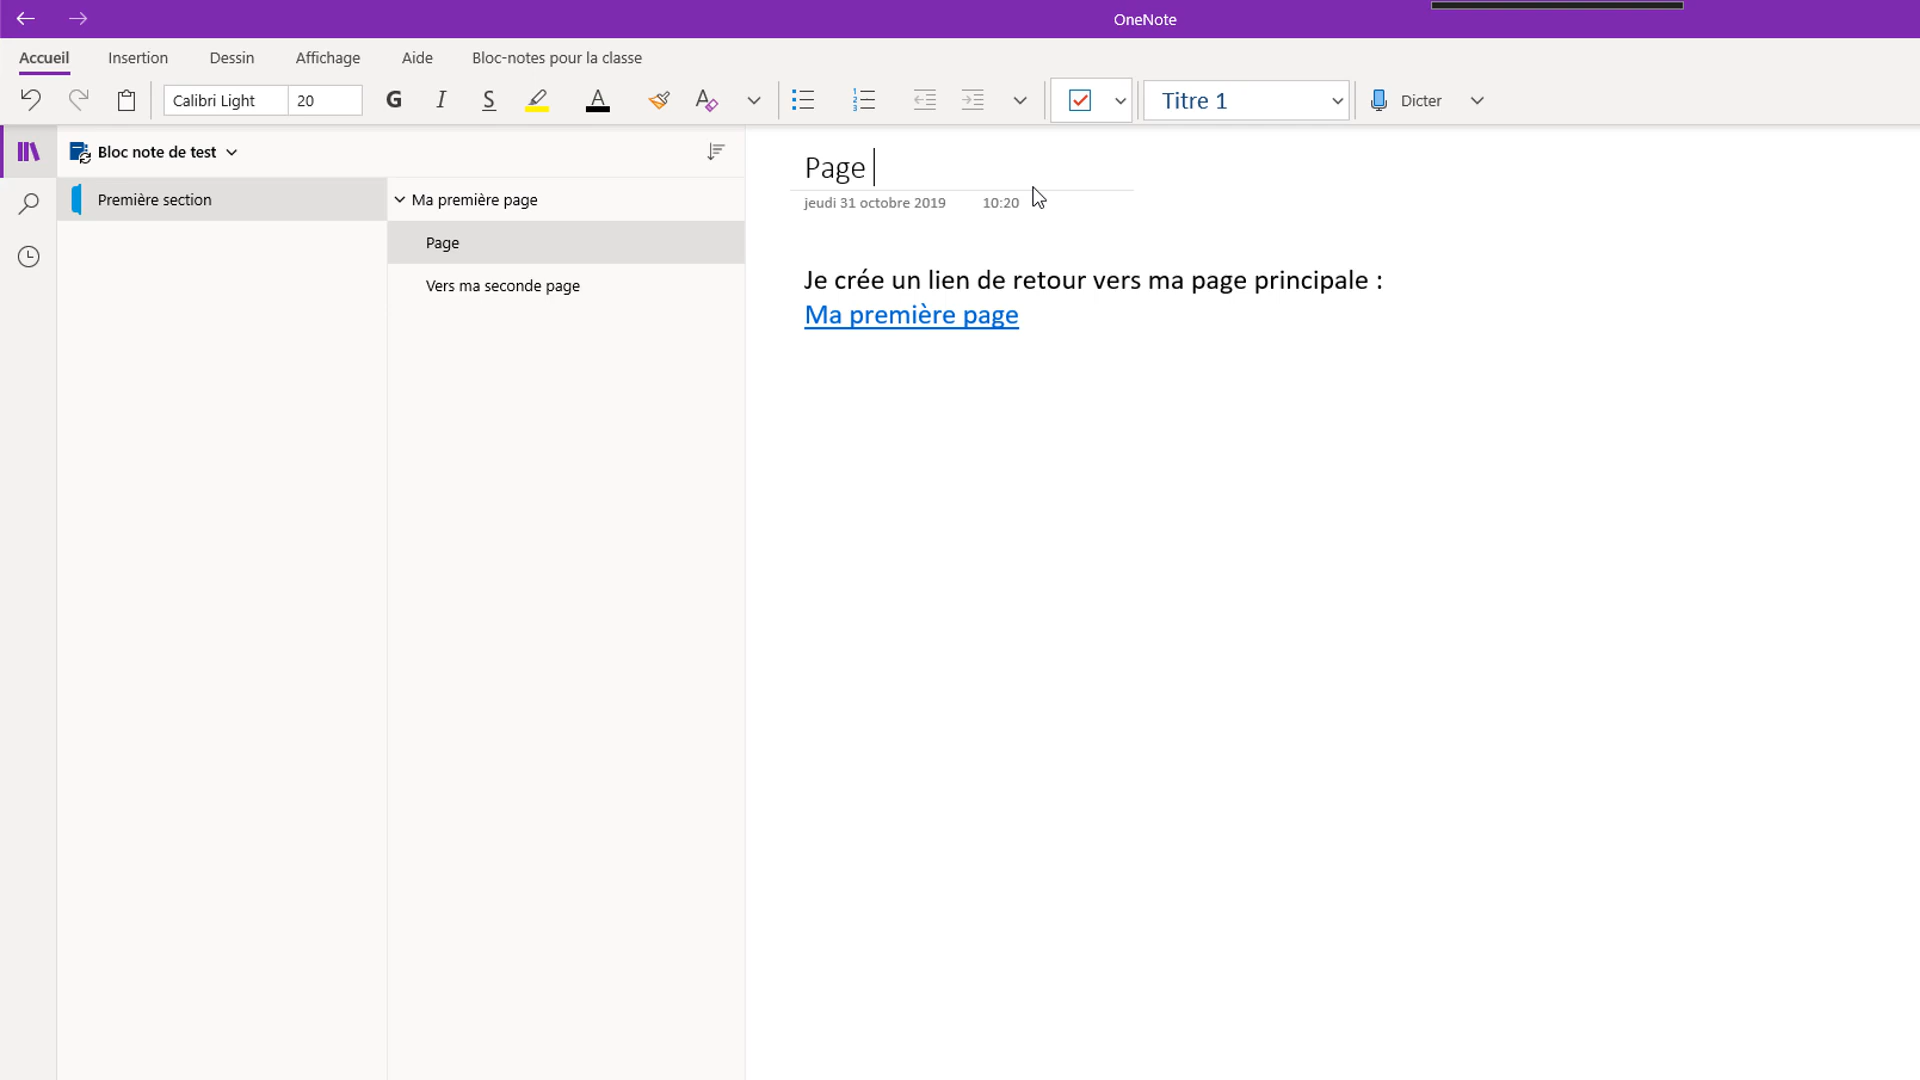 OneNote
Accueil Insertion Dessin Affichage Aide Bloc-notes pour la classe
Calibri Light 20 G I S A A Titre 1 Dicter
Bloc note de test
Première section
Ma première page
Page
Vers ma seconde page
Page
jeudi 31 octobre 2019 10:20
Je crée un lien de retour vers ma page principale :
Ma première page